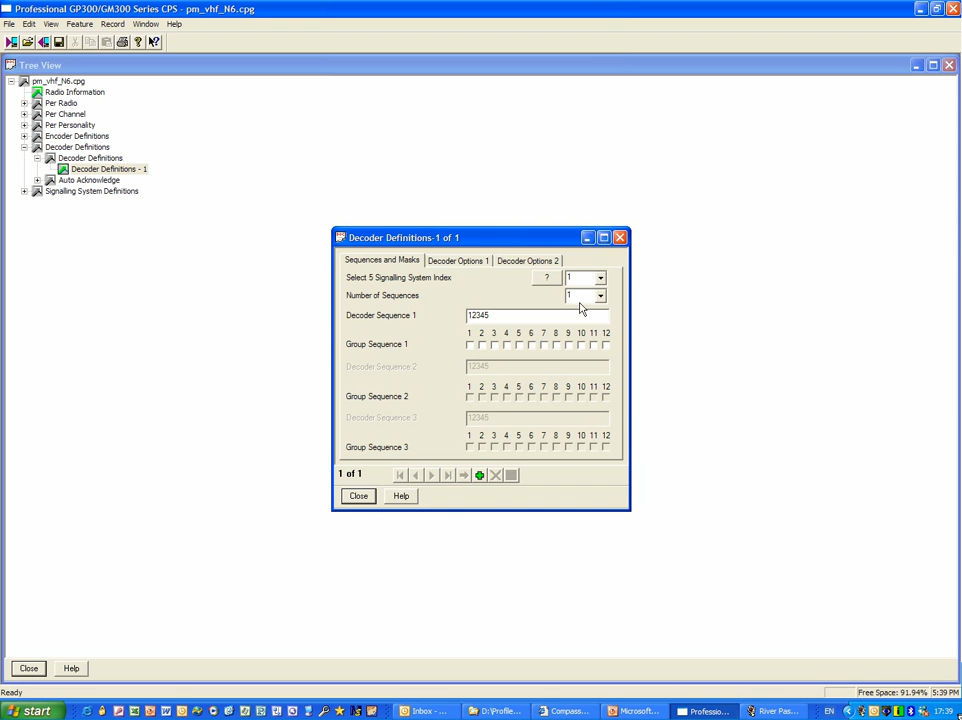 Professional GP300/GM300 Series CPS - pm_vhf_N6.cpg
File Edit View Feature Record Window Help
Tree View
pm_vhf_N6.cpg
Radio Information
Per Radio
Per Channel
Per Personality
Encoder Definitions
Decoder Definitions
Decoder Definitions
Decoder Definitions - 1
Auto Acknowledge
Signalling System Definitions
Decoder Definitions-1 of 1
Sequences and Masks Decoder Options 1 Decoder Options 2
Select 5 Signalling System Index ? 1
Number of Sequences 1
Decoder Sequence 1 12345
1 2 3 4 5 6 7 8 9 10 11 12
Group Sequence 1
Decoder Sequence 2 12345
1 2 3 4 5 6 7 8 9 10 11 12
Group Sequence 2
Decoder Sequence 3 12345
1 2 3 4 5 6 7 8 9 10 11 12
Group Sequence 3
1 of 1
Close Help
Close Help
Ready Free Space: 91.94% 5:39 PM
start Inbox - ... D:\Profile... Compass... Microsoft... Professio... River Pas... EN 17:39